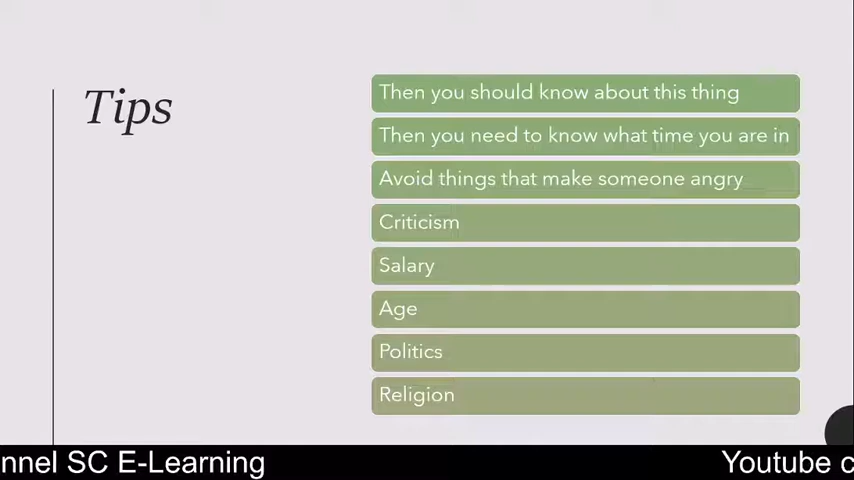 Tips
Then you should know about this thing
Then you need to know what time you are in
Avoid things that make someone angry
Criticism
Salary
Age
Politics
Religion
nnel SC E-Learning
Youtube c